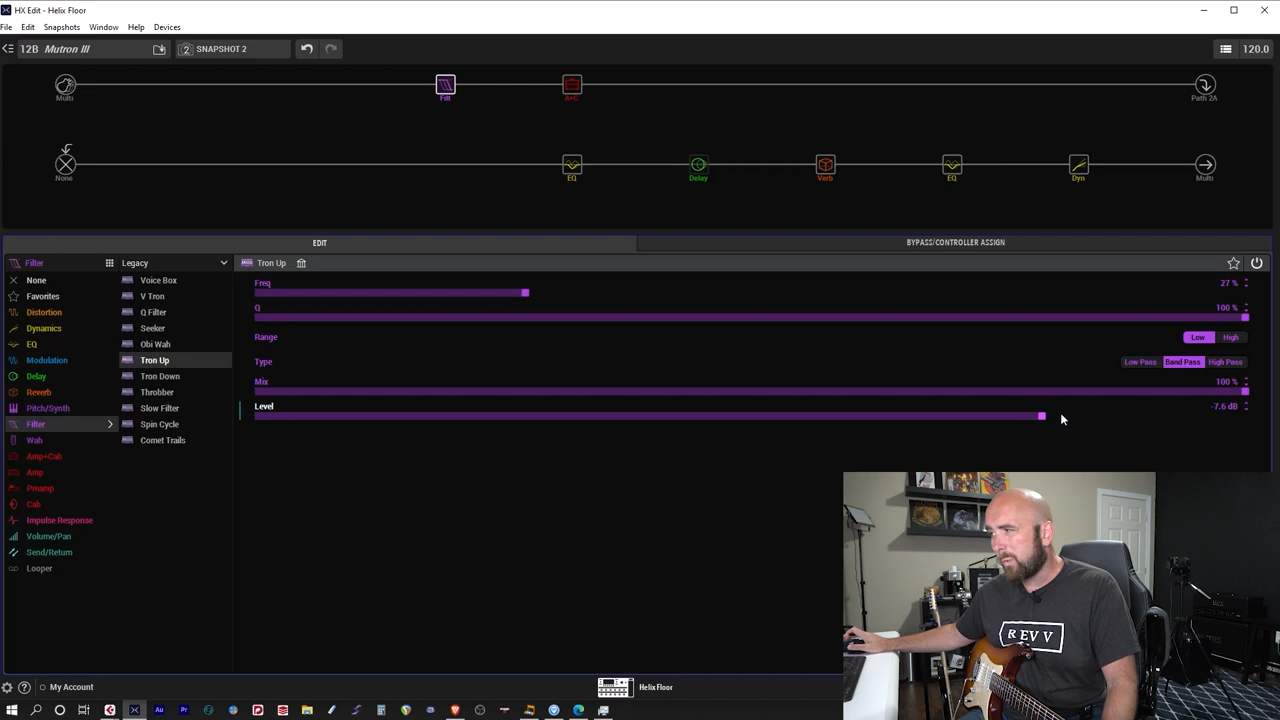 HX Edit - Helix Floor
File Edit Snapshots Window Help Devices
12B Mutron III 2 SNAPSHOT 2 120.0
Multi Filt A+C Path 2A
None EQ Delay Verb EQ Dyn Multi
EDIT BYPASS/CONTROLLER ASSIGN
Filter Legacy Tron Up
None Voice Box
Favorites V Tron
Distortion Q Filter
Dynamics Seeker
EQ Obi Wah
Modulation Tron Up
Delay Tron Down
Reverb Throbber
Pitch/Synth Slow Filter
Filter Spin Cycle
Wah Comet Trails
Amp+Cab
Amp
Preamp
Cab
Impulse Response
Volume/Pan
Send/Return
Looper
Freq 27 %
Q 100 %
Range Low High
Type Low Pass Band Pass High Pass
Mix 100 %
Level -7.6 dB
REVV
My Account Helix Floor
Au Pr